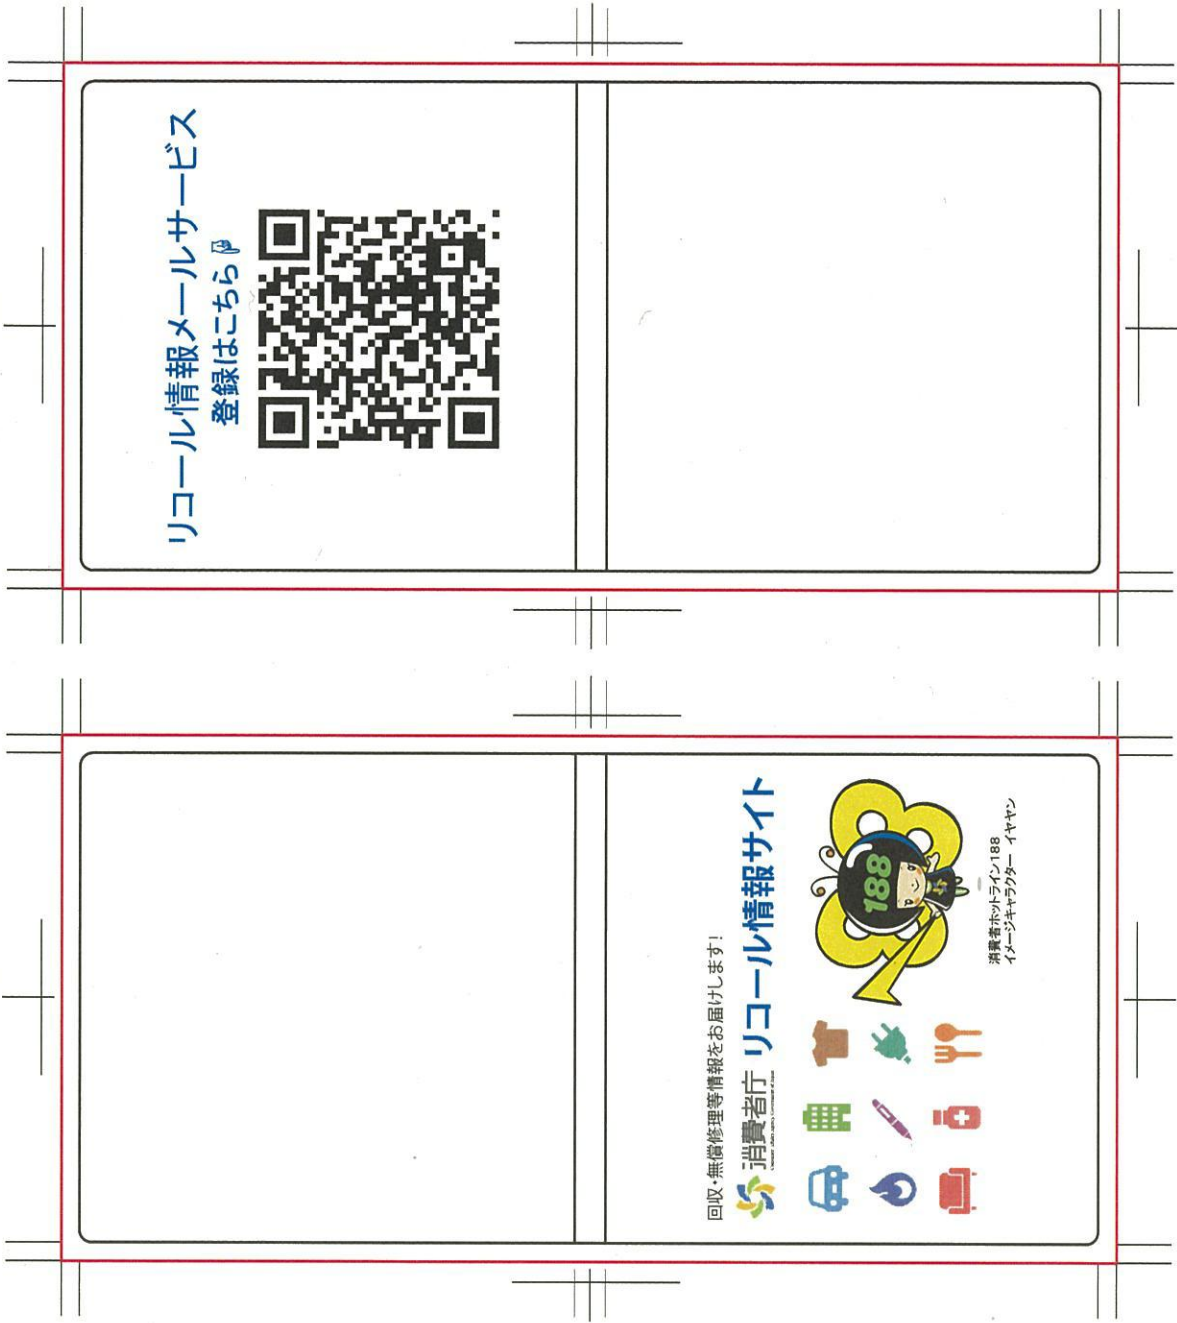 リコール情報メールサービス
登録はこちら
回収・無償修理等情報をお届けします!
消費者庁 リコール情報サイト
188
消費者ホットライン188
イメージキャラクター イヤヤン